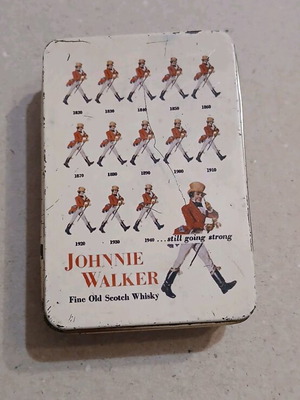 1820 1830 1840 1850 1860
1870 1880 1890 1900 1910
1920 1930 1940 ...still going strong
JOHNNIE
WALKER
Fine Old Scotch Whisky